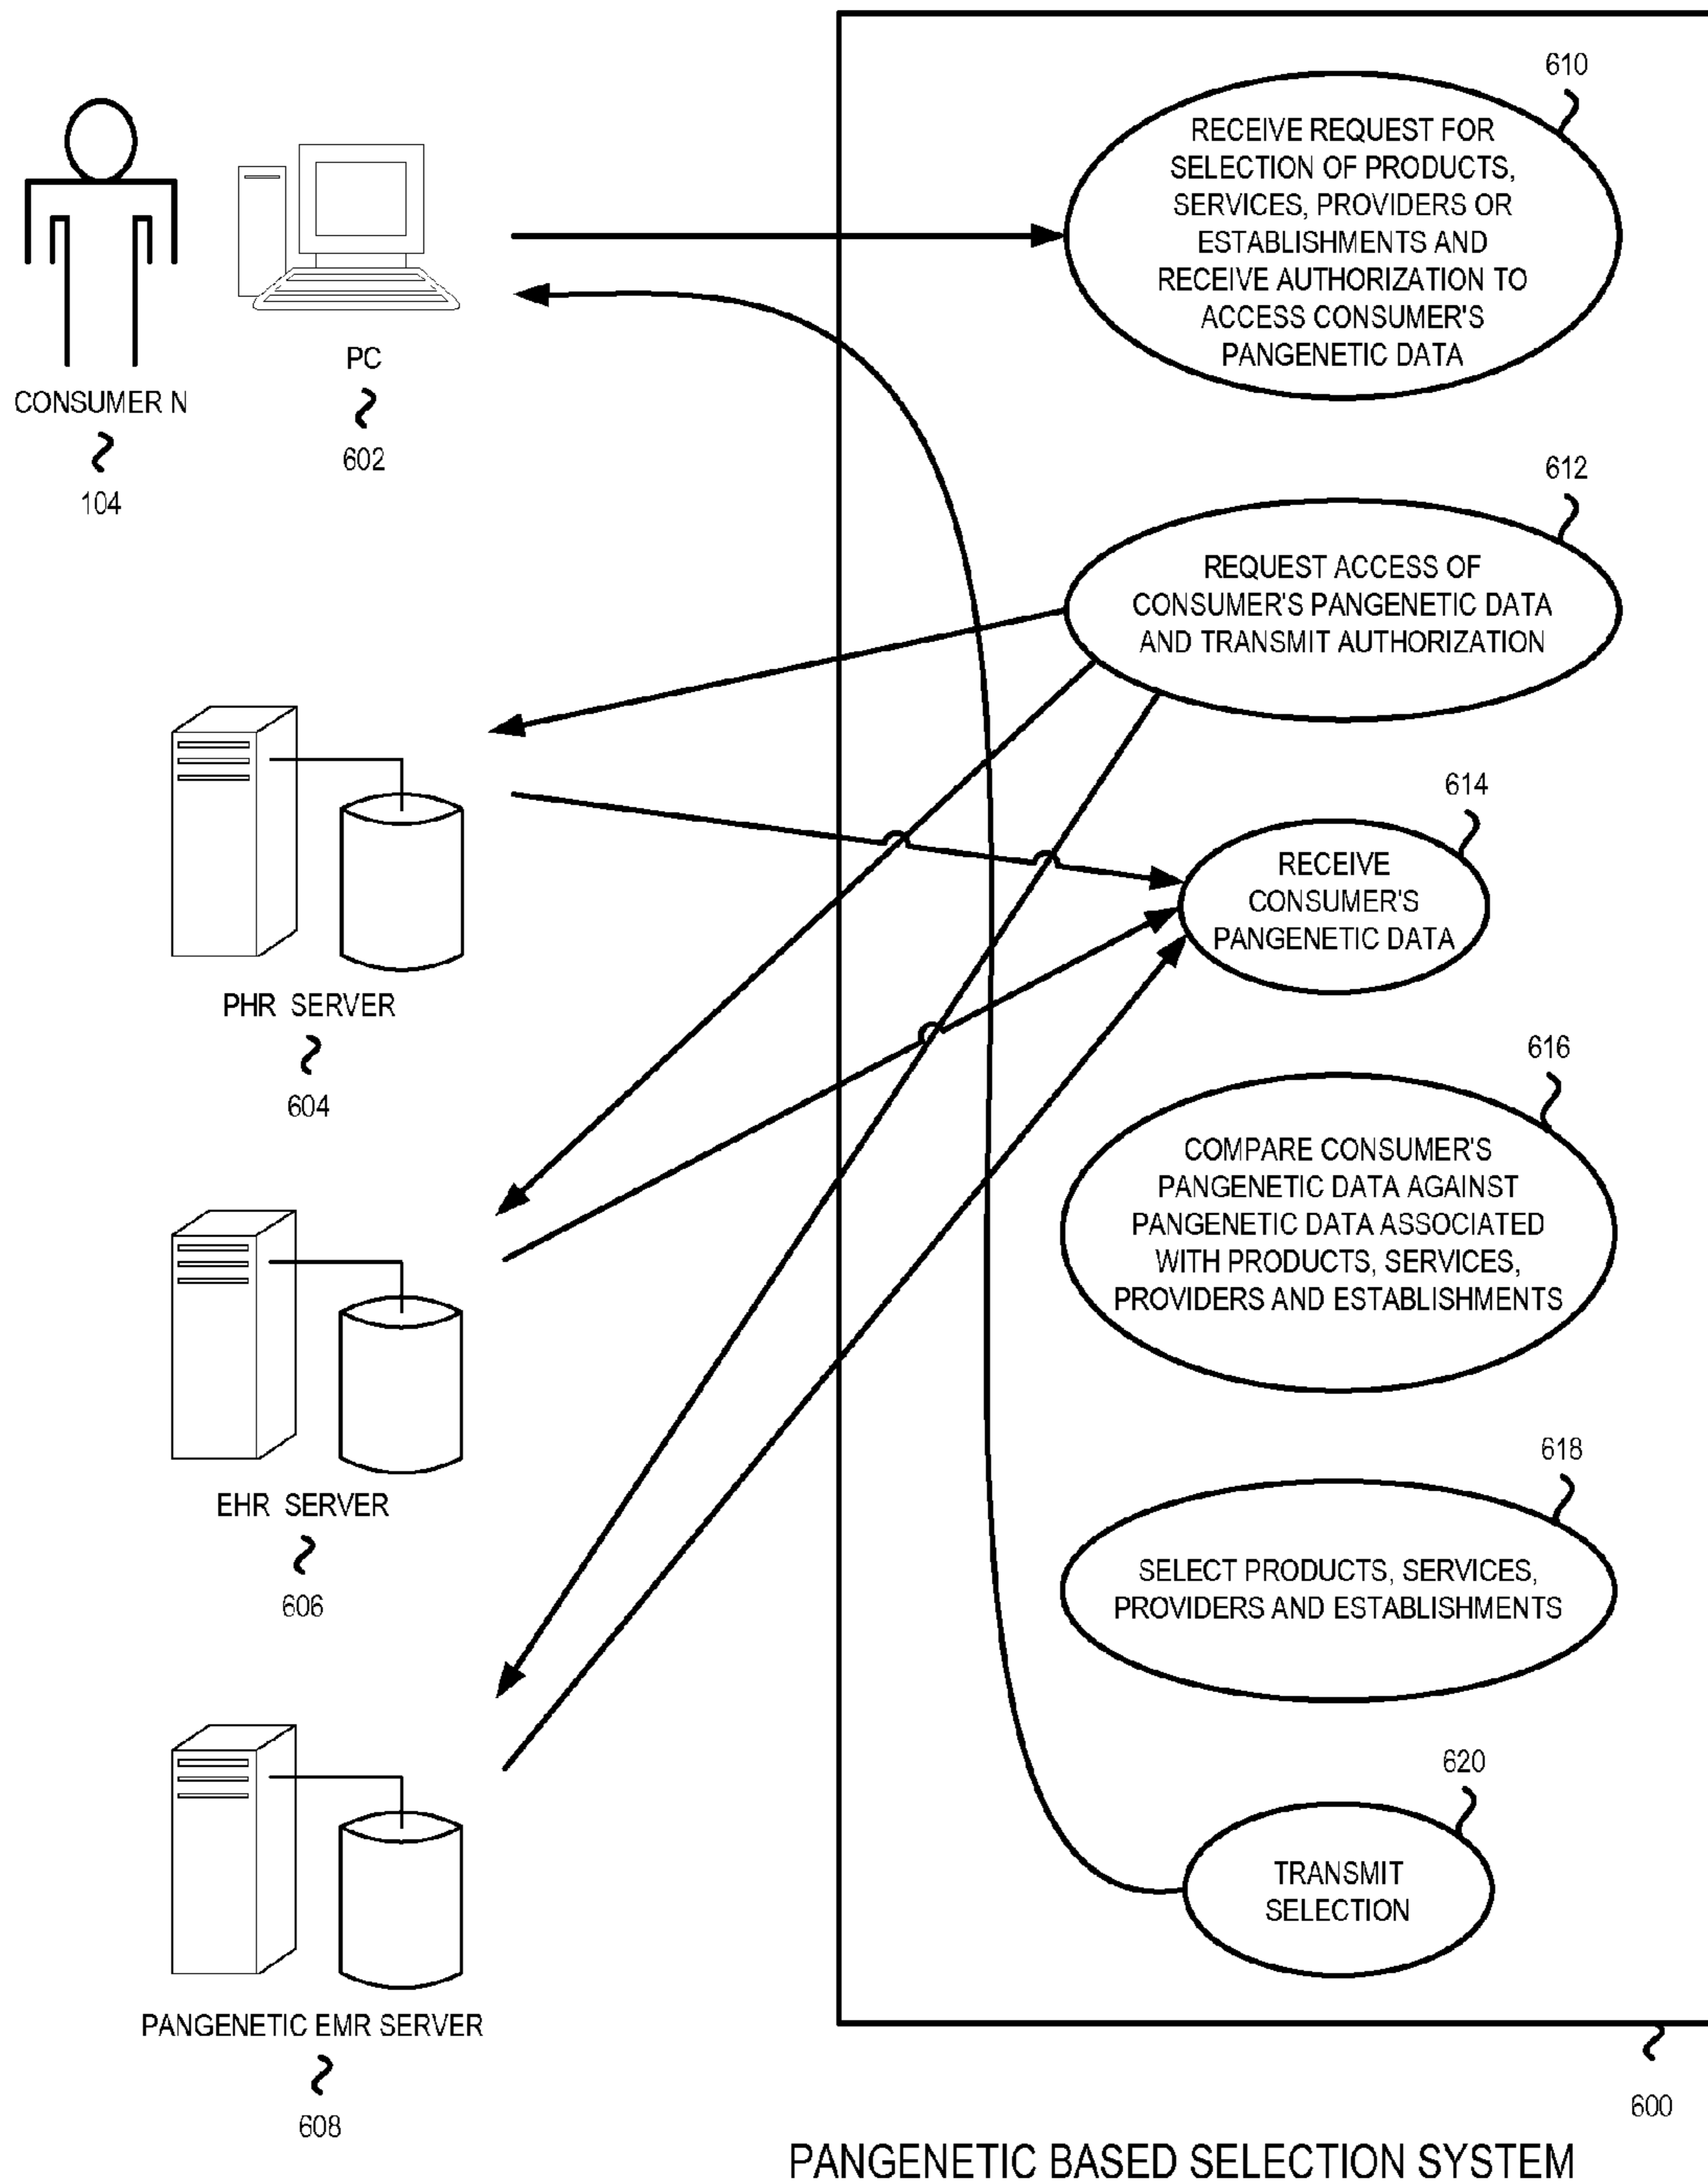 610
RECEIVE REQUEST FOR
SELECTION OF PRODUCTS,
SERVICES, PROVIDERS OR
ESTABLISHMENTS AND
RECEIVE AUTHORIZATION TO
ACCESS CONSUMER'S
PANGENETIC DATA
PC
602
CONSUMER N
104
612
REQUEST ACCESS OF
CONSUMER'S PANGENETIC DATA
AND TRANSMIT AUTHORIZATION
614
RECEIVE
CONSUMER'S
PANGENETIC DATA
PHR SERVER
604
616
COMPARE CONSUMER'S
PANGENETIC DATA AGAINST
PANGENETIC DATA ASSOCIATED
WITH PRODUCTS, SERVICES,
PROVIDERS AND ESTABLISHMENTS
EHR SERVER
606
618
SELECT PRODUCTS, SERVICES,
PROVIDERS AND ESTABLISHMENTS
620
TRANSMIT
SELECTION
PANGENETIC EMR SERVER
608
600
PANGENETIC BASED SELECTION SYSTEM